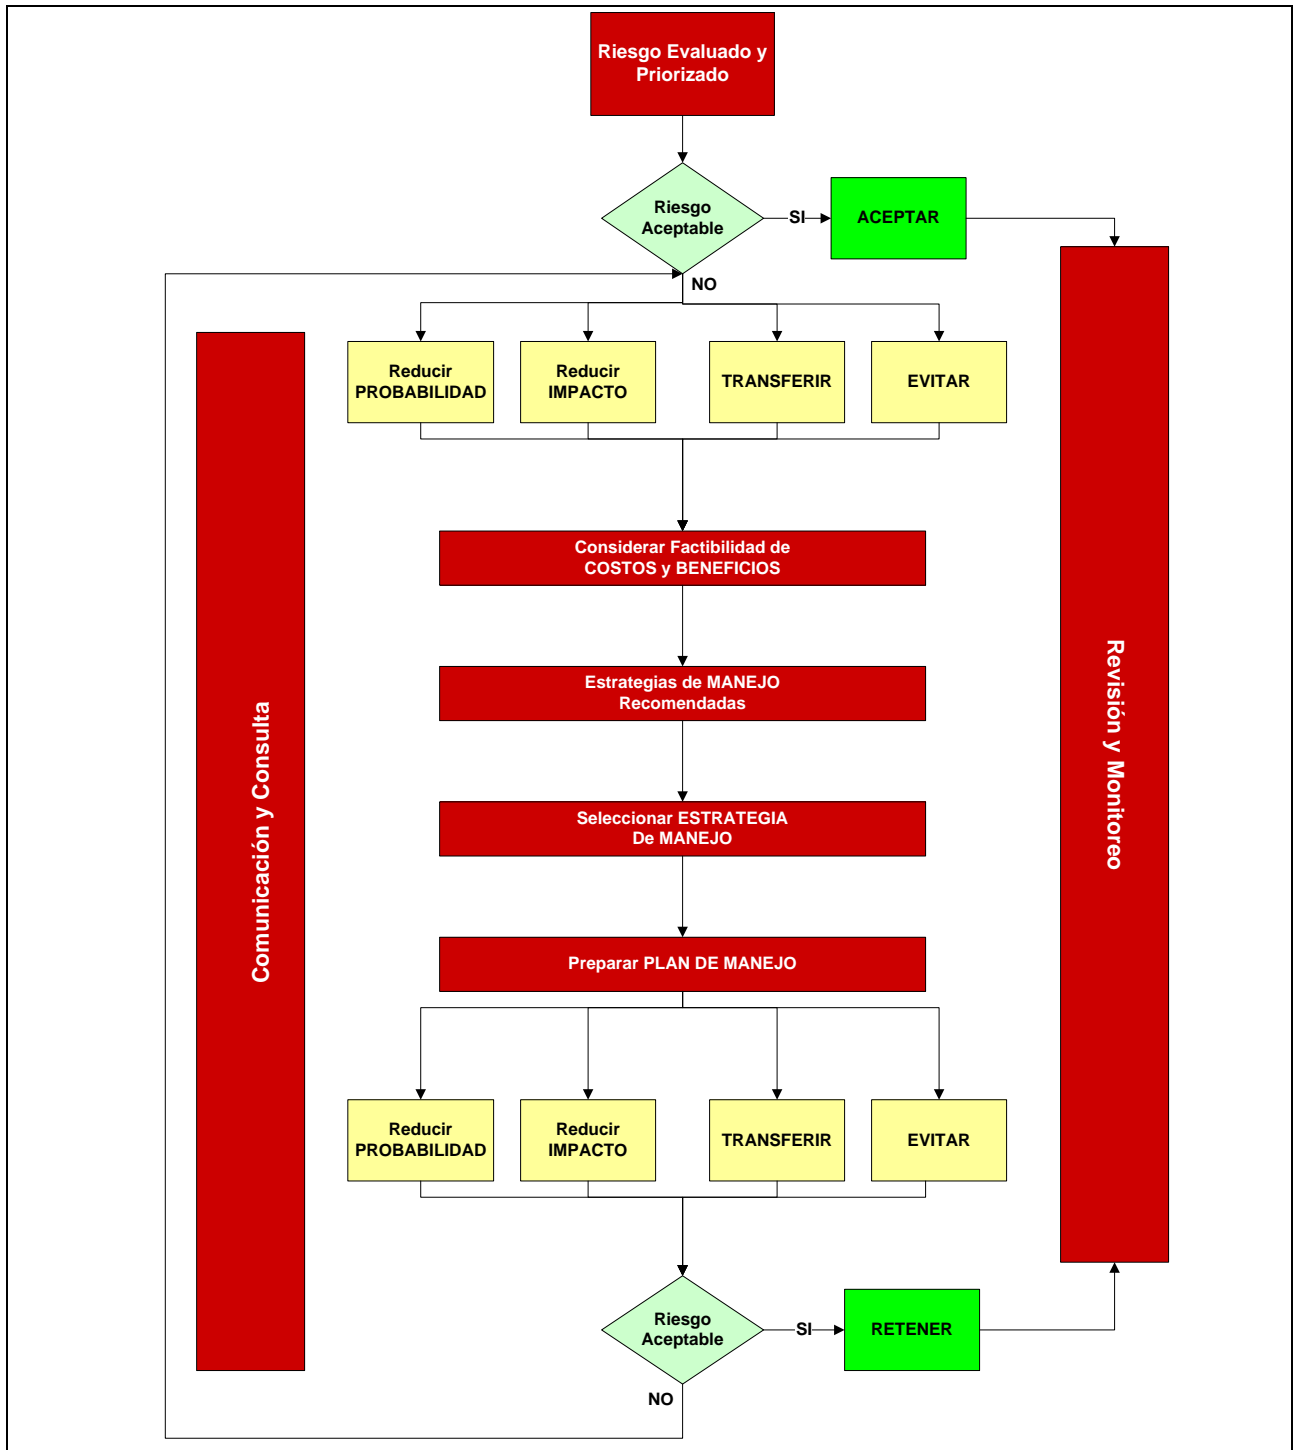 Riesgo Evaluado y
Priorizado
Riesgo
Aceptable
SI
ACEPTAR
NO
Reducir
PROBABILIDAD
Reducir
IMPACTO
TRANSFERIR
EVITAR
Considerar Factibilidad de
COSTOS y BENEFICIOS
Estrategias de MANEJO
Recomendadas
Seleccionar ESTRATEGIA
De MANEJO
Preparar PLAN DE MANEJO
Comunicación y Consulta
Revisión y Monitoreo
Reducir
PROBABILIDAD
Reducir
IMPACTO
TRANSFERIR
EVITAR
Riesgo
Aceptable
SI
RETENER
NO